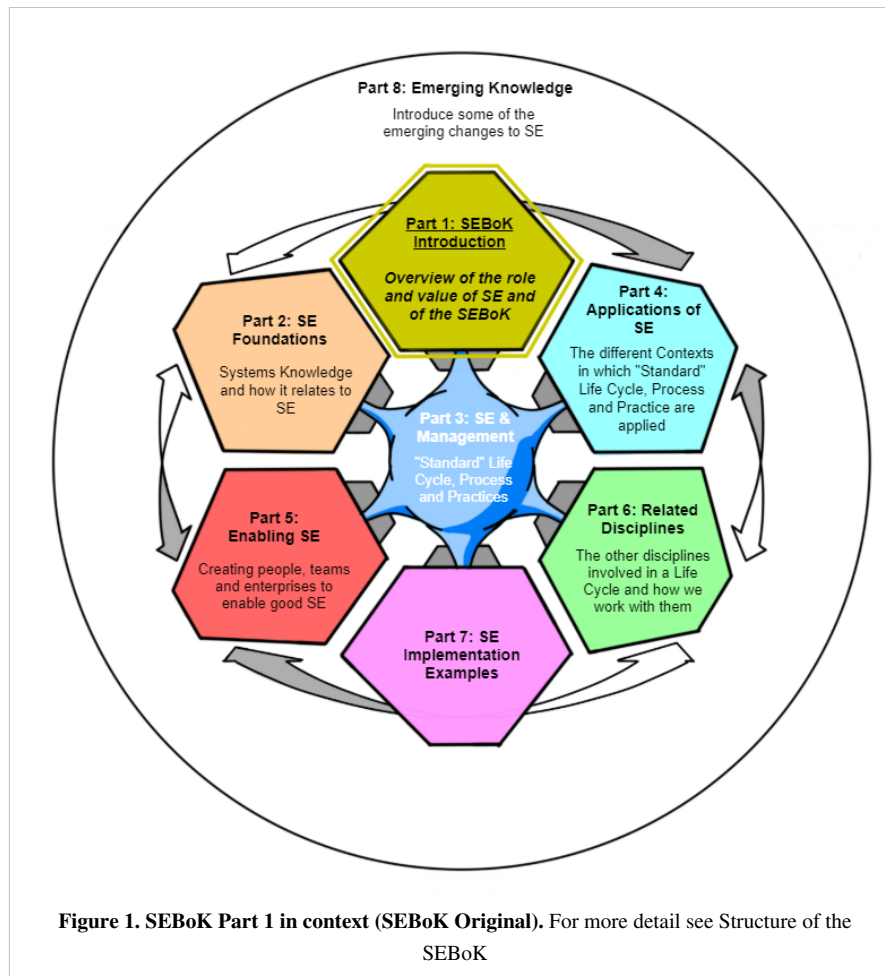 Part 8: Emerging Knowledge
Introduce some of the
emerging changes to SE
Part 1: SEBoK
Introduction
Overview of the role
and value of SE and
of the SEBoK
Part 2: SE
Foundations
Systems Knowledge
and how it relates to
SE
Part 4:
Applications of
SE
The different Contexts
in which "Standard"
Life Cycle, Process
and Practice are
applied
Part 3: SE &
Management
"Standard" Life
Cycle, Process
and Practices
Part 5:
Enabling SE
Creating people, teams
and enterprises to
enable good SE
Part 6: Related
Disciplines
The other disciplines
involved in a Life
Cycle and how we
work with them
Part 7: SE
Implementation
Examples
Figure 1. SEBoK Part 1 in context (SEBoK Original). For more detail see Structure of the
SEBoK